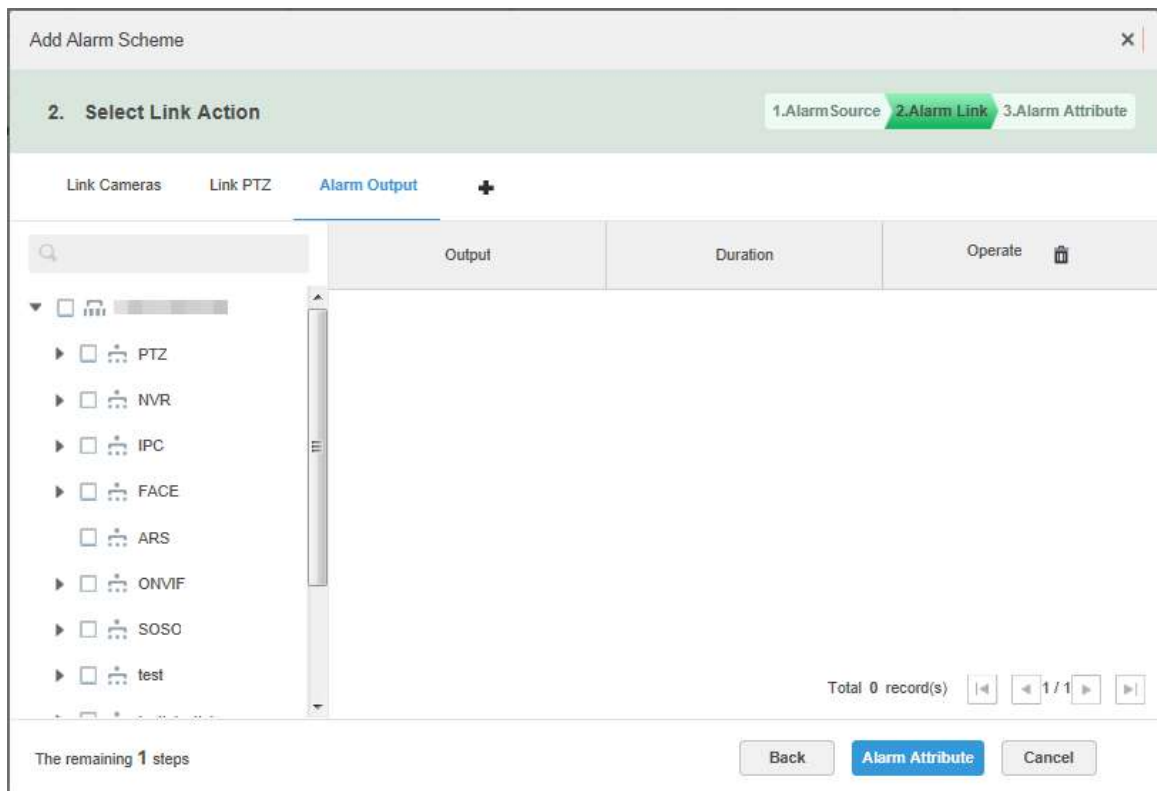 Add Alarm Scheme
2. Select Link Action
1.Alarm Source 2.Alarm Link 3.Alarm Attribute
Link Cameras Link PTZ Alarm Output
Output Duration Operate
PTZ
NVR
IPC
FACE
ARS
ONVIF
SOSO
test
Total 0 record(s) 1 / 1
The remaining 1 steps Back Alarm Attribute Cancel